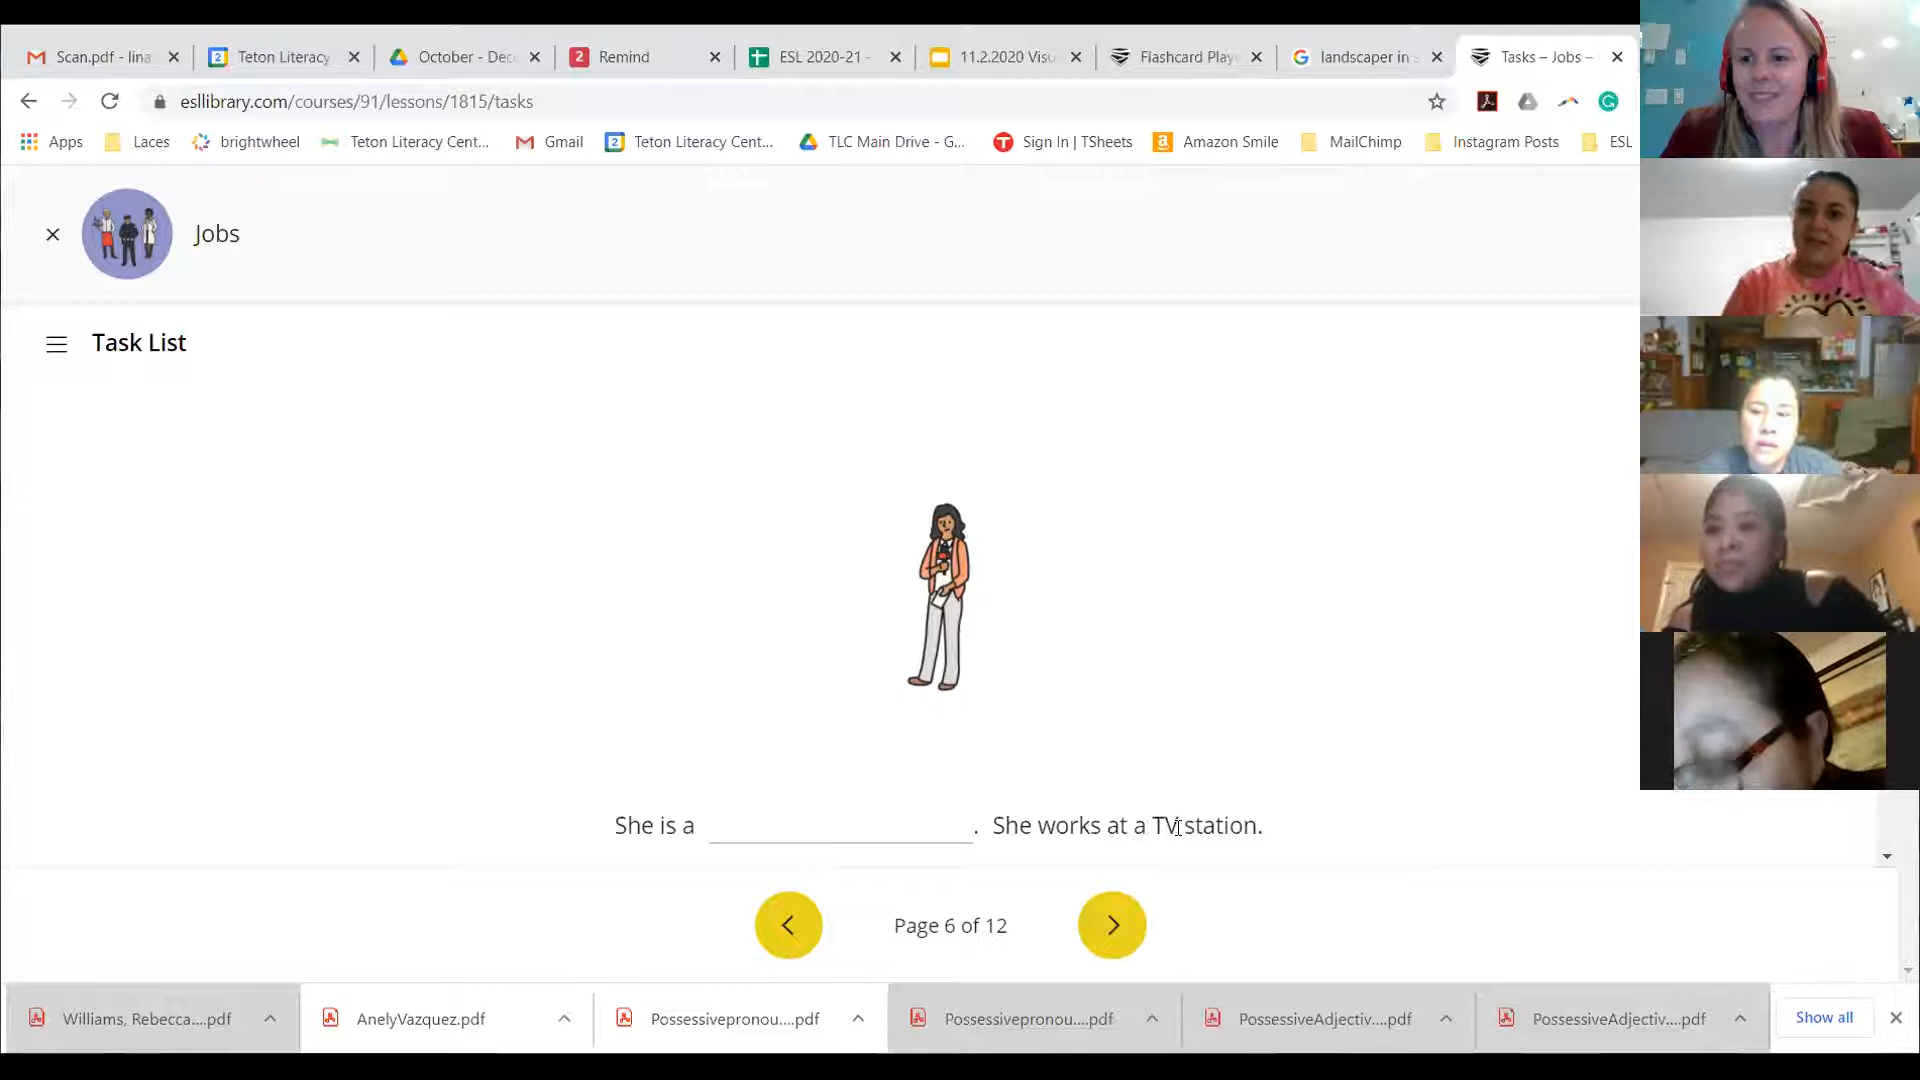 Scan.pdf - lina
Teton Literacy
October - Dec
2 Remind
ESL 2020-21 -
11.2.2020 Visu
Flashcard Play
landscaper in s
Tasks – Jobs –
esllibrary.com/courses/91/lessons/1815/tasks
Apps
Laces
brightwheel
Teton Literacy Cent...
Gmail
2 Teton Literacy Cent...
TLC Main Drive - G...
Sign In | TSheets
Amazon Smile
MailChimp
Instagram Posts
ESL
Jobs
Task List
She is a ____________. She works at a TV station.
Page 6 of 12
Williams, Rebecca....pdf
AnelyVazquez.pdf
Possessivepronou....pdf
Possessivepronou....pdf
PossessiveAdjectiv....pdf
PossessiveAdjectiv....pdf
Show all